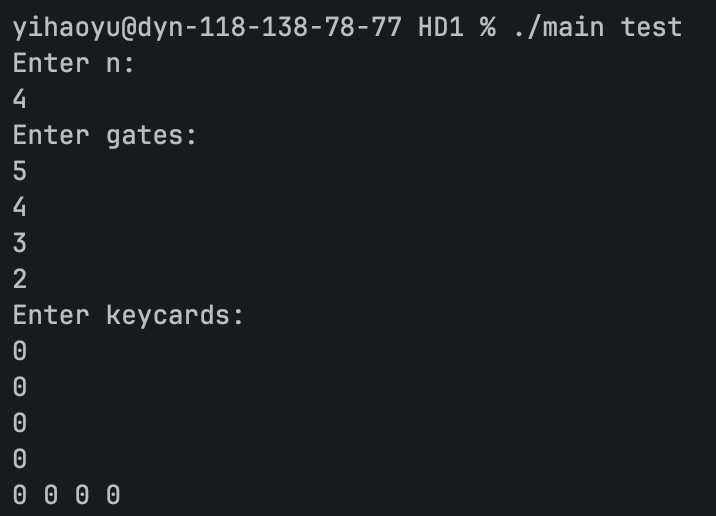 yihaoyu@dyn-118-138-78-77 HD1 % ./main test
Enter n:
4
Enter gates:
5
4
3
2
Enter keycards:
0
0
0
0
0 0 0 0